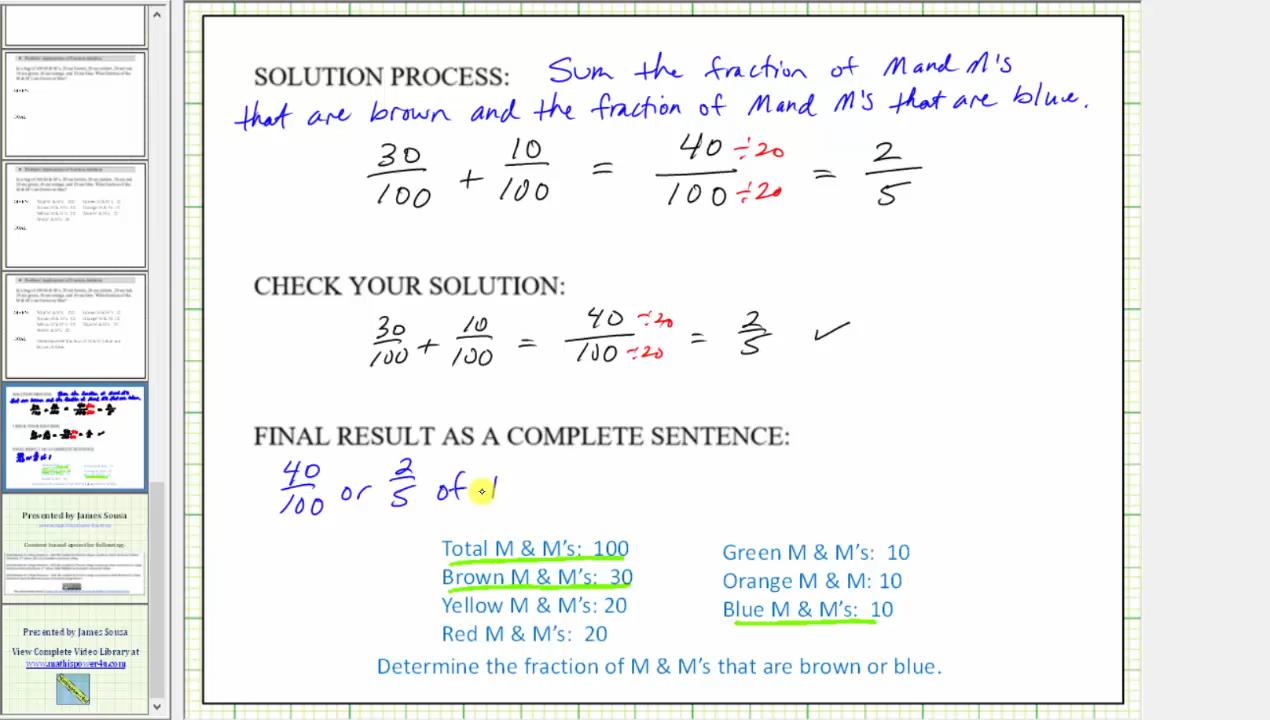 SOLUTION PROCESS: Sum the fraction of M and M's
that are brown and the fraction of M and M's that are blue.
30/100 + 10/100 = 40÷20/100÷20 = 2/5
CHECK YOUR SOLUTION:
30/100 + 10/100 = 40÷20/100÷20 = 2/5 ✓
FINAL RESULT AS A COMPLETE SENTENCE:
40/100 or 2/5 of
Total M & M's: 100
Brown M & M's: 30
Yellow M & M's: 20
Red M & M's: 20
Green M & M's: 10
Orange M & M: 10
Blue M & M's: 10
Determine the fraction of M & M's that are brown or blue.
Presented by James Sousa
Presented by James Sousa
View Complete Video Library at
www.mathispower4u.com